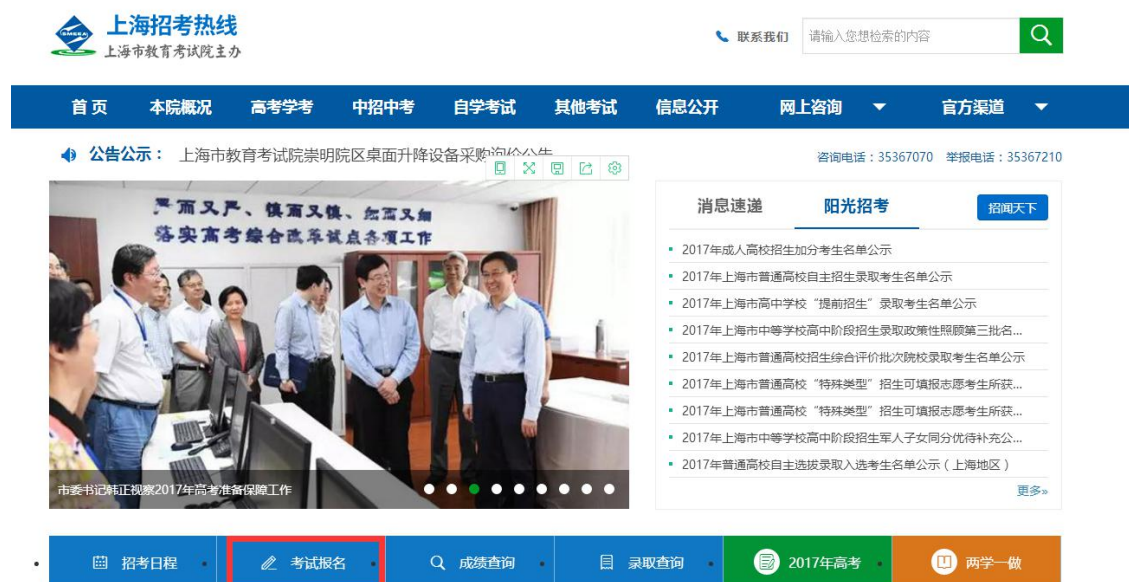 上海招考热线
SMEEA
上海市教育考试院主办
联系我们
请输入您想检索的内容
首 页 本院概况 高考学考 中招中考 自学考试 其他考试 信息公开 网上咨询 官方渠道
公告公示： 上海市教育考试院崇明院区桌面升降设备采购询价公告
咨询电话：35367070 举报电话：35367210
严而又严、慎而又慎、细而又细
落实高考综合改革试点各项工作
市委书记韩正视察2017年高考准备保障工作
消息速递 阳光招考 招闻天下
2017年成人高校招生加分考生名单公示
2017年上海市普通高校自主招生录取考生名单公示
2017年上海市高中学校“提前招生”录取考生名单公示
2017年上海市中等学校高中阶段招生录取政策性照顾第三批名...
2017年上海市普通高校招生综合评价批次院校录取考生名单公示
2017年上海市普通高校“特殊类型”招生可填报志愿考生所获...
2017年上海市普通高校“特殊类型”招生可填报志愿考生所获...
2017年上海市中等学校高中阶段招生军人子女同分优待补充公...
2017年普通高校自主选拔录取入选考生名单公示（上海地区）
更多»
招考日程 考试报名 成绩查询 录取查询 2017年高考 两学一做